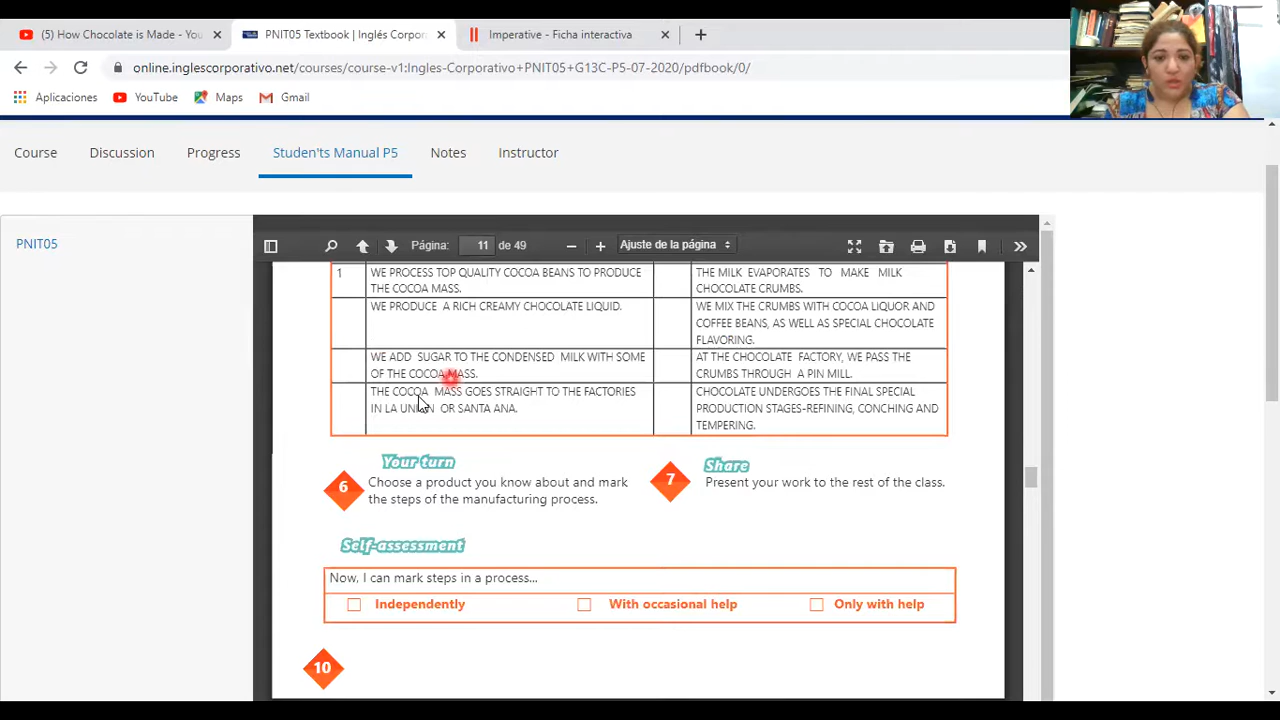 (5) How Chocolate is Made - You
PNIT05 Textbook | Inglés Corpo
Imperative - Ficha interactiva
online.inglescorporativo.net/courses/course-v1:Ingles-Corporativo+PNIT05+G13C-P5-07-2020/pdfbook/0/
Aplicaciones YouTube Maps Gmail
Course Discussion Progress Studen'ts Manual P5 Notes Instructor
PNIT05
Página: 11 de 49 Ajuste de la página
1 WE PROCESS TOP QUALITY COCOA BEANS TO PRODUCE
THE COCOA MASS.
THE MILK EVAPORATES TO MAKE MILK
CHOCOLATE CRUMBS.
WE PRODUCE A RICH CREAMY CHOCOLATE LIQUID.
WE MIX THE CRUMBS WITH COCOA LIQUOR AND
COFFEE BEANS, AS WELL AS SPECIAL CHOCOLATE
FLAVORING.
WE ADD SUGAR TO THE CONDENSED MILK WITH SOME
OF THE COCOA MASS.
AT THE CHOCOLATE FACTORY, WE PASS THE
CRUMBS THROUGH A PIN MILL.
THE COCOA MASS GOES STRAIGHT TO THE FACTORIES
IN LA UNION OR SANTA ANA.
CHOCOLATE UNDERGOES THE FINAL SPECIAL
PRODUCTION STAGES-REFINING, CONCHING AND
TEMPERING.
6 Your turn
Choose a product you know about and mark
the steps of the manufacturing process.
7 Share
Present your work to the rest of the class.
Self-assessment
Now, I can mark steps in a process...
Independently With occasional help Only with help
10